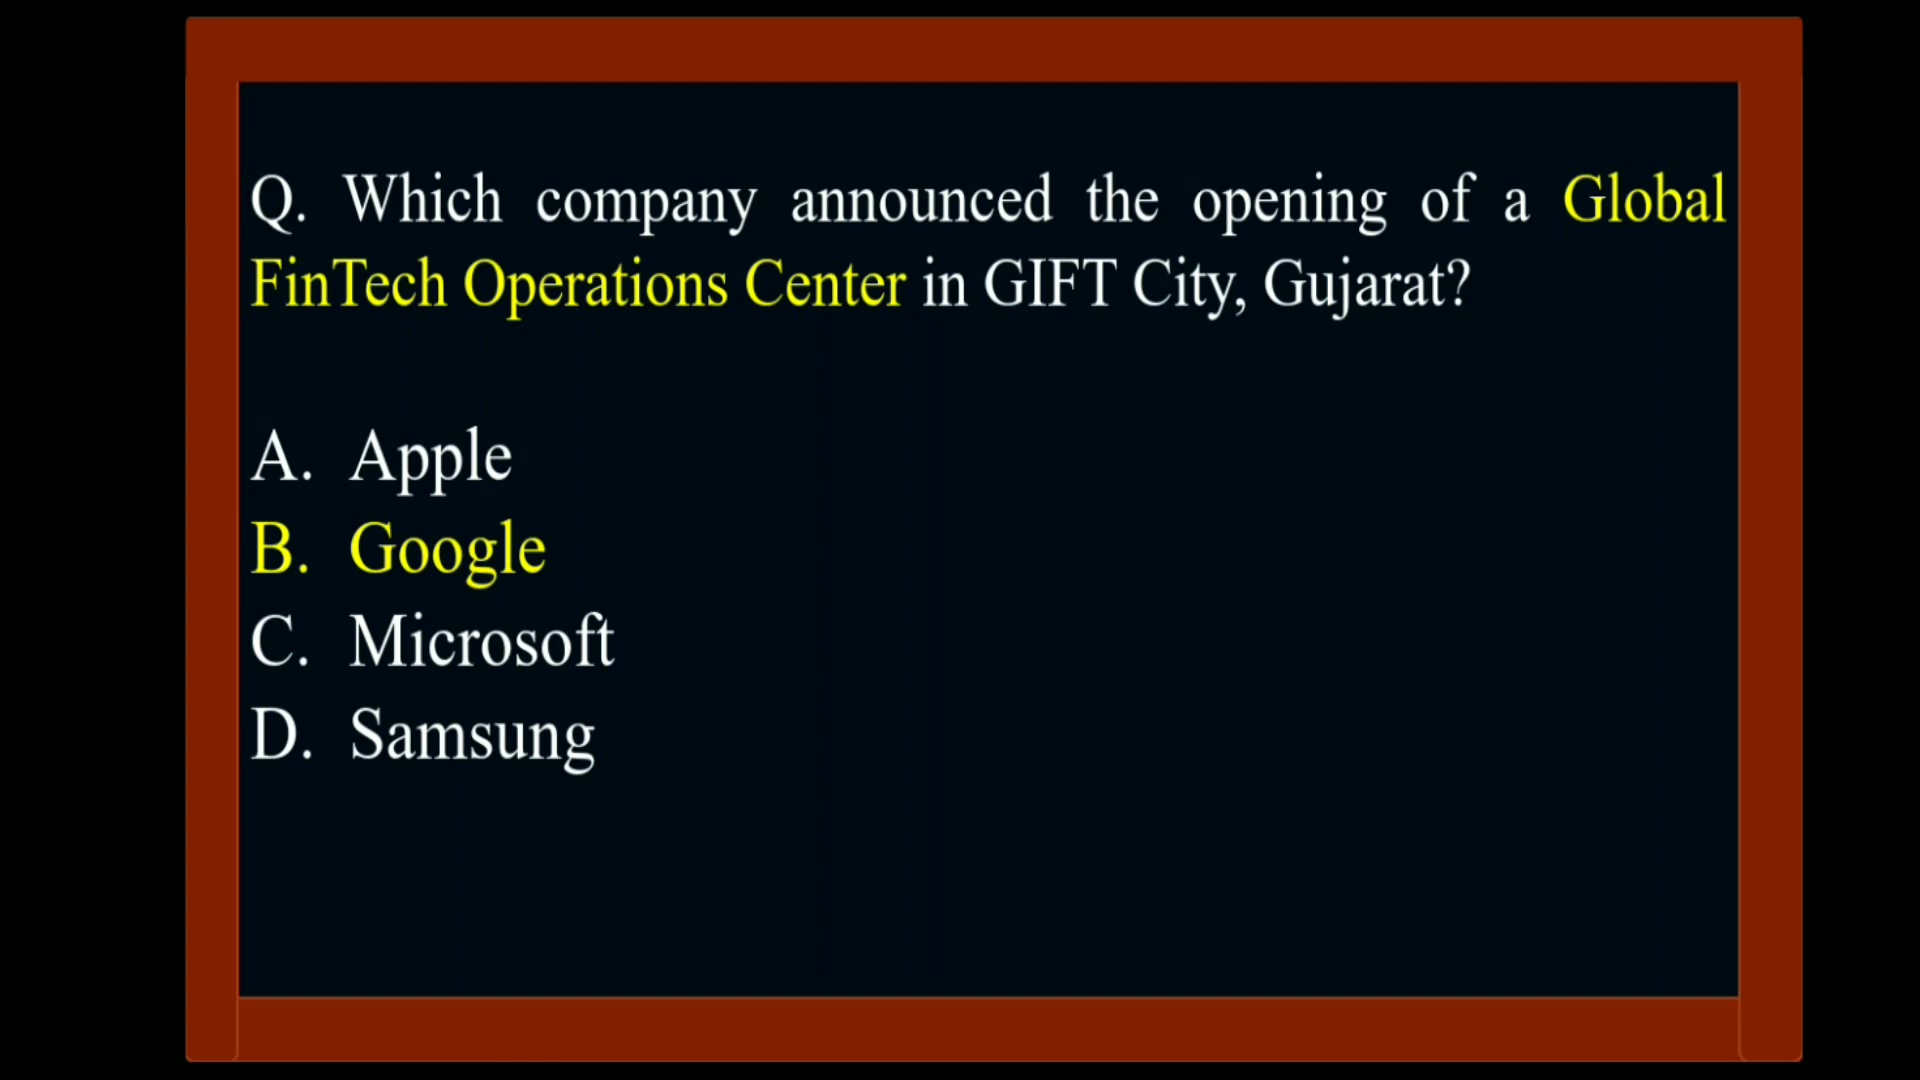 Q. Which company announced the opening of a Global
FinTech Operations Center in GIFT City, Gujarat?
A. Apple
B. Google
C. Microsoft
D. Samsung